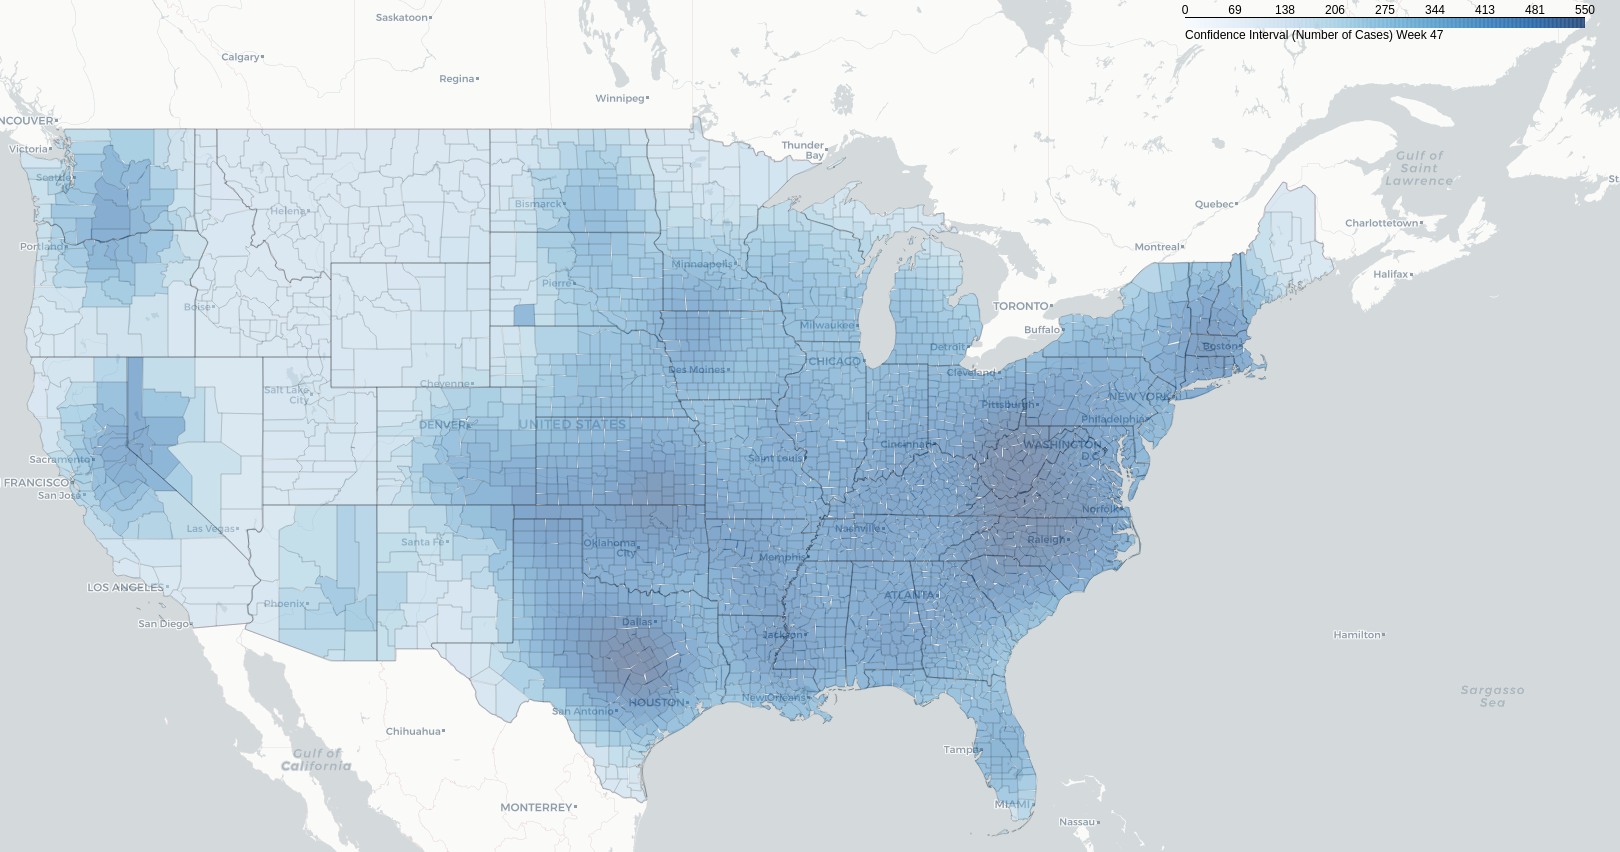 0 69 138 206 275 344 413 481 550
Confidence Interval (Number of Cases) Week 47
Saskatoon
Calgary
Regina
Winnipeg
NCOUVER
Victoria
Thunder
Bay
Gulf of
Saint
Lawrence
St
Seattle
Helena
Bismarck
Quebec
Charlottetown
Portland
Montreal
Minneapolis
Halifax
Pierre
Boise
TORONTO
Buffalo
Milwaukee
Detroit
Boston
CHICAGO
Des Moines
Cleveland
Cheyenne
Salt Lake
City
Pittsburgh
NEW YORK
Philadelphia
DENVER
UNITED STATES
Cincinnati
WASHINGTON
D.C.
Sacramento
Saint Louis
FRANCISCO
San Jose
Las Vegas
Norfolk
Nashville
Raleigh
Santa Fe
Oklahoma
City
Memphis
LOS ANGELES
Phoenix
ATLANTA
San Diego
Dallas
Jackson
Hamilton
Sargasso
Sea
New Orleans
HOUSTON
San Antonio
Chihuahua
Tampa
Gulf of
California
MONTERREY
MIAMI
Nassau